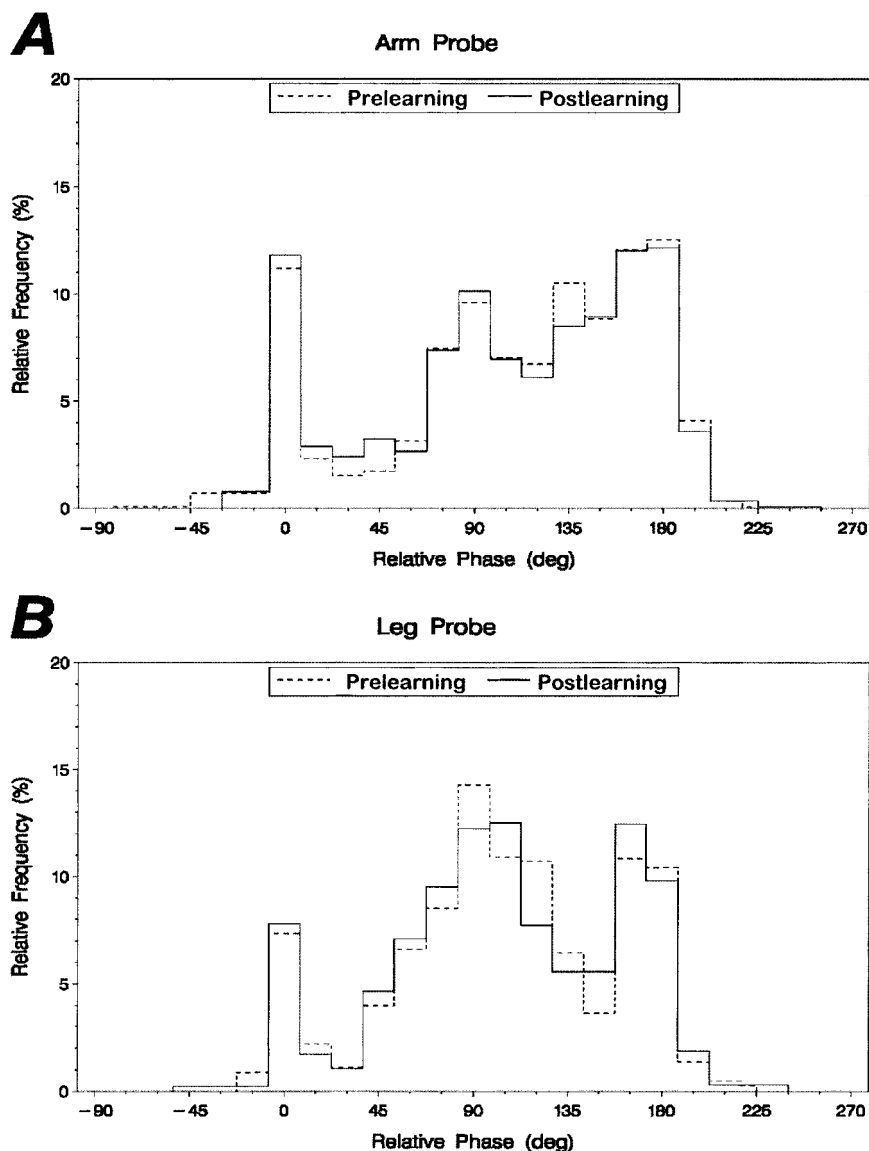 A
Arm Probe
Prelearning Postlearning
Relative Frequency (%)
20
15
10
5
0
-90 -45 0 45 90 135 180 225 270
Relative Phase (deg)
B
Leg Probe
Prelearning Postlearning
Relative Frequency (%)
20
15
10
5
0
-90 -45 0 45 90 135 180 225 270
Relative Phase (deg)